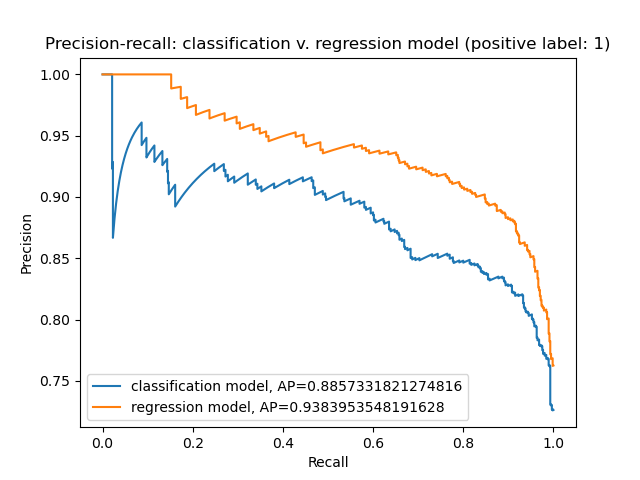 Precision-recall: classification v. regression model (positive label: 1)
1.00
0.95
0.90
0.85
0.80
0.75
Precision
classification model, AP=0.8857331821274816
regression model, AP=0.9383953548191628
0.0 0.2 0.4 0.6 0.8 1.0
Recall